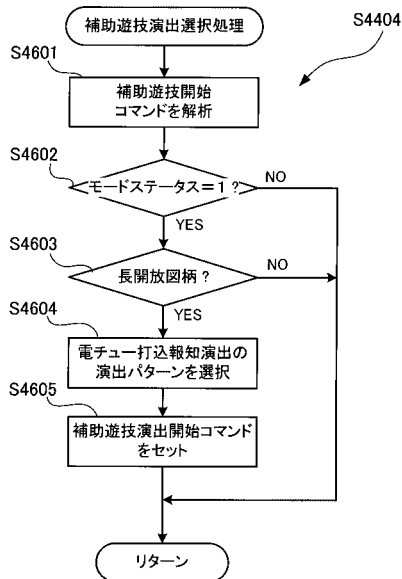 補助遊技演出選択処理
S4404
S4601
補助遊技開始
コマンドを解析
S4602
モードステータス＝1？
NO
YES
S4603
長開放図柄？
NO
YES
S4604
電チュー打込報知演出の
演出パターンを選択
S4605
補助遊技演出開始コマンド
をセット
リターン